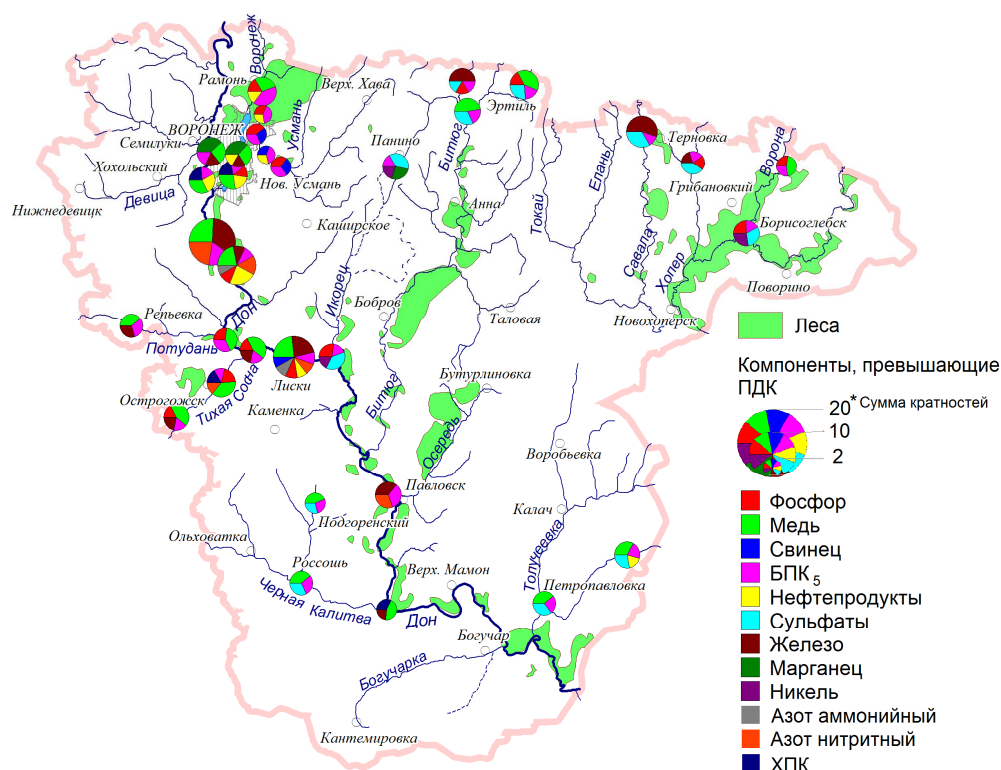 Воронеж
Рамонь
Верх. Хава
Эртиль
ВОРОНЕЖ
Усмань
Семилуки
Панино
Битюг
Елань
Терновка
Ворона
Хохольский
Нов. Усмань
Грибановкий
Девица
Нижнедевицк
Анна
Токай
Каширское
Савала
Хопер
Борисоглебск
Поворино
Икорец
Бобров
Репьевка
Дон
Таловая
Новохоперск
Леса
Потудань
Лиски
Битюг
Бутурлиновка
Компоненты, превышающие
ПДК
Острогожск
Тихая Сосна
Каменка
Осередь
20* Сумма кратностей
10
2
Воробьевка
Павловск
Калач
Подгоренский
Толучеевка
Ольховатка
Россошь
Верх. Мамон
Петропавловка
Черная Калитва
Дон
Богучар
Богучарка
Кантемировка
Фосфор
Медь
Свинец
БПК 5
Нефтепродукты
Сульфаты
Железо
Марганец
Никель
Азот аммонийный
Азот нитритный
ХПК